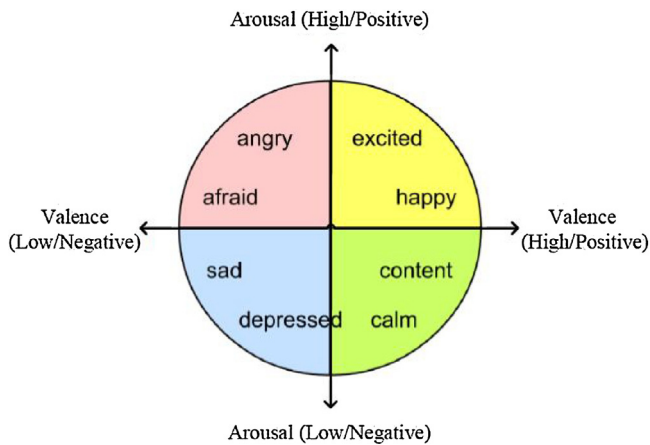 Arousal (High/Positive)
angry
excited
afraid
happy
Valence
(Low/Negative)
Valence
(High/Positive)
sad
content
depressed
calm
Arousal (Low/Negative)